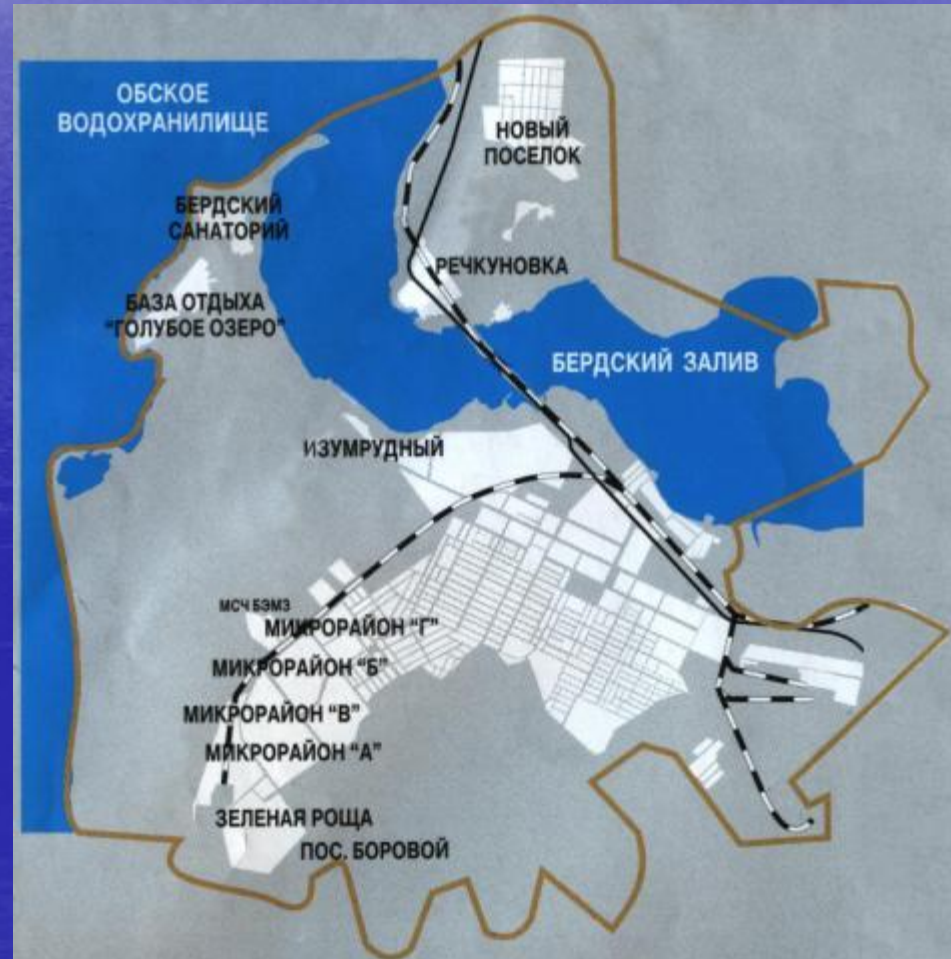 ОБСКОЕ
ВОДОХРАНИЛИЩЕ
НОВЫЙ
ПОСЕЛОК
БЕРДСКИЙ
САНАТОРИЙ
РЕЧКУНОВКА
БАЗА ОТДЫХА
"ГОЛУБОЕ ОЗЕРО"
БЕРДСКИЙ ЗАЛИВ
ИЗУМРУДНЫЙ
МСЧ БЭМЗ
МИКРОРАЙОН "Г"
МИКРОРАЙОН "Б"
МИКРОРАЙОН "В"
МИКРОРАЙОН "А"
ЗЕЛЕНАЯ РОЩА
ПОС. БОРОВОЙ